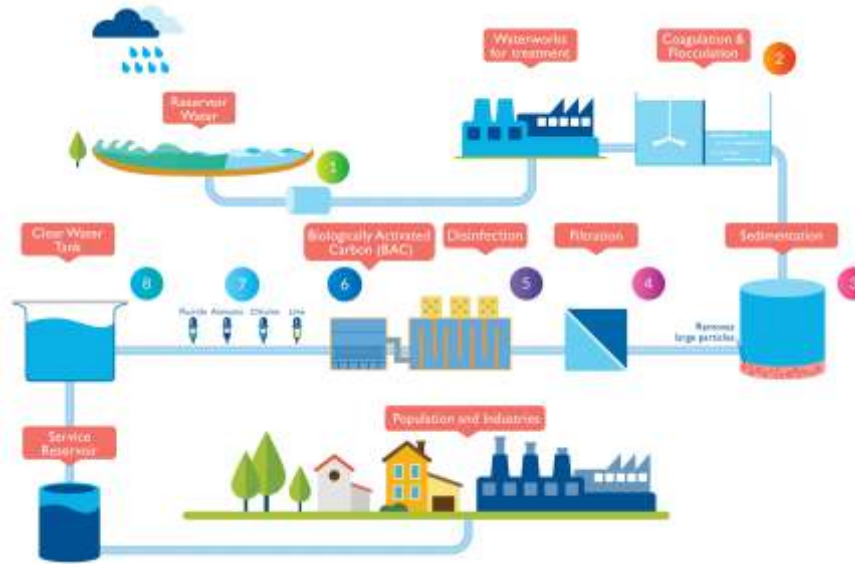 Waterworks
for treatment
Coagulation &
Flocculation
2
Reservoir
Water
1
Clear Water
Tank
Biologically Activated
Carbon (BAC)
Disinfection
Filtration
Sedimentation
8
7
6
5
4
3
Fluoride Ammonia Chlorine Lime
Removes
large particles
Service
Reservoir
Population and Industries